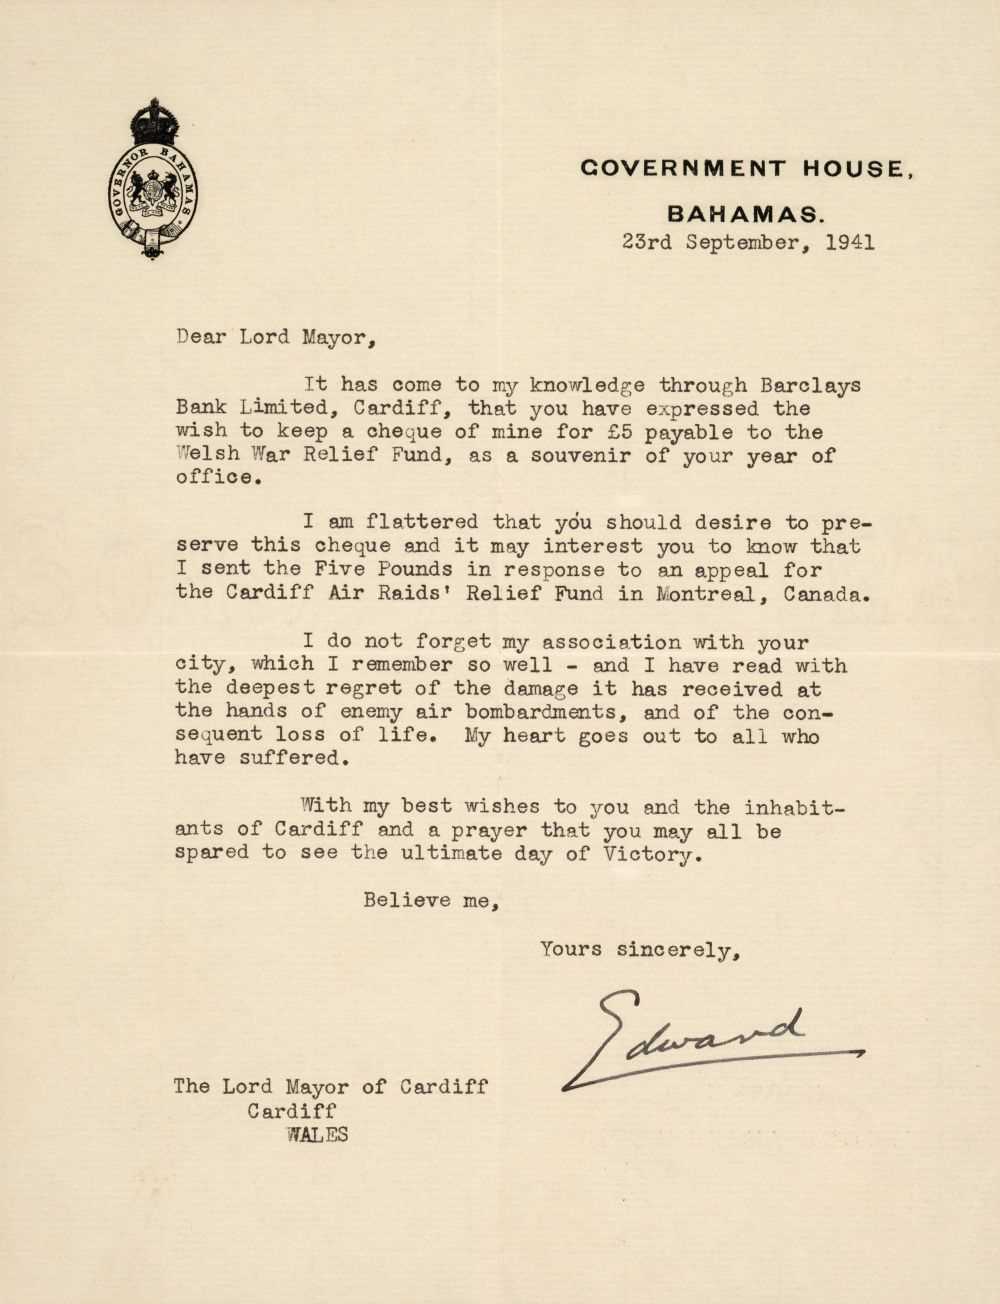 GOVERNOR BAHAMAS
GOVERNMENT HOUSE,
BAHAMAS.
23rd September, 1941
Dear Lord Mayor,
It has come to my knowledge through Barclays
Bank Limited, Cardiff, that you have expressed the
wish to keep a cheque of mine for £5 payable to the
Welsh War Relief Fund, as a souvenir of your year of
office.
I am flattered that you should desire to pre-
serve this cheque and it may interest you to know that
I sent the Five Pounds in response to an appeal for
the Cardiff Air Raids' Relief Fund in Montreal, Canada.
I do not forget my association with your
city, which I remember so well - and I have read with
the deepest regret of the damage it has received at
the hands of enemy air bombardments, and of the con-
sequent loss of life. My heart goes out to all who
have suffered.
With my best wishes to you and the inhabit-
ants of Cardiff and a prayer that you may all be
spared to see the ultimate day of Victory.
Believe me,
Yours sincerely,
Edward
The Lord Mayor of Cardiff
Cardiff
WALES